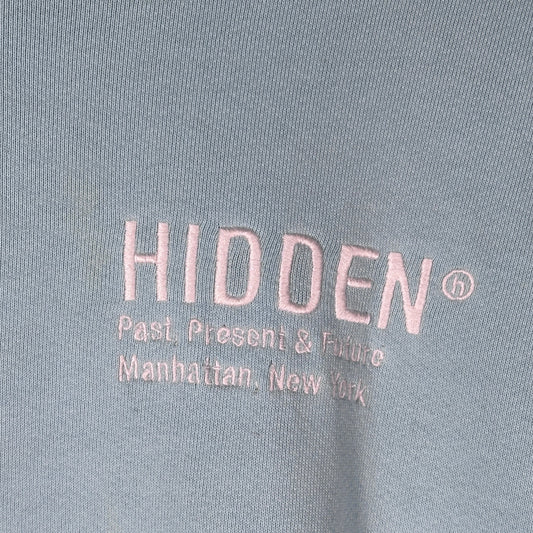 HIDDEN®
Past, Present & Future
Manhattan, New York